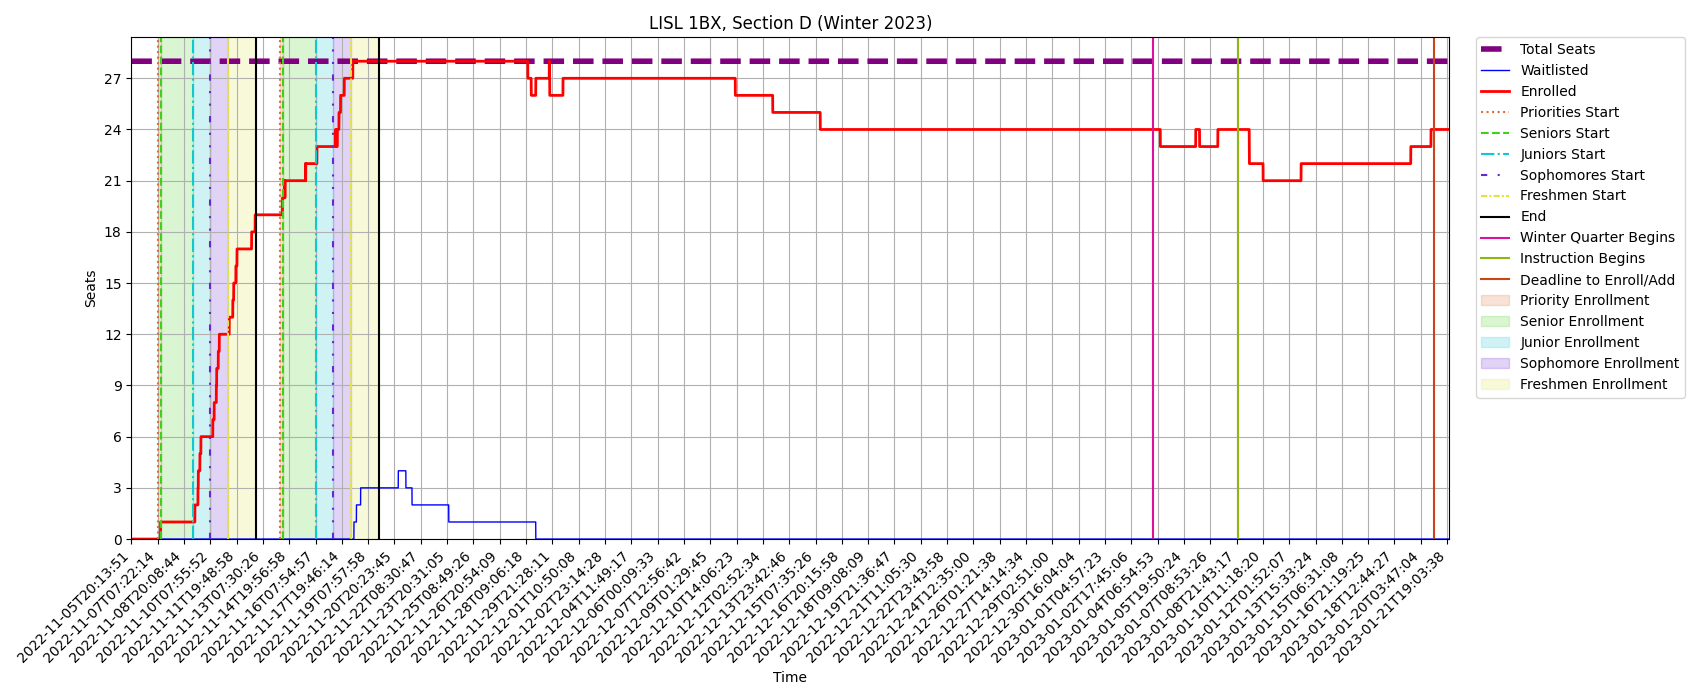 LISL 1BX, Section D (Winter 2023)
Seats
27
24
21
18
15
12
9
6
3
0
2022-11-05T20:13:51
2022-11-07T07:22:14
2022-11-08T20:08:44
2022-11-10T07:55:52
2022-11-11T19:48:50
2022-11-13T07:30:26
2022-11-14T19:56:58
2022-11-16T07:54:57
2022-11-17T19:46:14
2022-11-19T07:57:58
2022-11-20T20:23:45
2022-11-22T08:30:47
2022-11-23T20:31:05
2022-11-25T08:49:26
2022-11-26T20:54:09
2022-11-28T09:06:18
2022-11-29T21:28:11
2022-12-01T10:50:08
2022-12-02T23:14:28
2022-12-04T11:49:17
2022-12-06T00:09:33
2022-12-07T12:56:42
2022-12-09T01:29:45
2022-12-10T14:06:23
2022-12-12T02:52:34
2022-12-13T23:42:46
2022-12-15T07:35:26
2022-12-16T20:15:58
2022-12-18T09:08:09
2022-12-19T21:36:47
2022-12-21T11:05:30
2022-12-22T23:43:58
2022-12-24T12:35:00
2022-12-26T01:21:38
2022-12-27T14:14:34
2022-12-29T02:51:00
2022-12-30T16:04:04
2023-01-01T04:57:23
2023-01-02T17:45:06
2023-01-04T06:54:53
2023-01-05T19:50:24
2023-01-07T08:53:26
2023-01-08T21:43:17
2023-01-10T11:18:20
2023-01-12T01:52:07
2023-01-13T15:33:24
2023-01-15T06:31:08
2023-01-16T21:19:25
2023-01-18T12:44:27
2023-01-20T03:47:04
2023-01-21T19:03:38
Time
Total Seats
Waitlisted
Enrolled
Priorities Start
Seniors Start
Juniors Start
Sophomores Start
Freshmen Start
End
Winter Quarter Begins
Instruction Begins
Deadline to Enroll/Add
Priority Enrollment
Senior Enrollment
Junior Enrollment
Sophomore Enrollment
Freshmen Enrollment